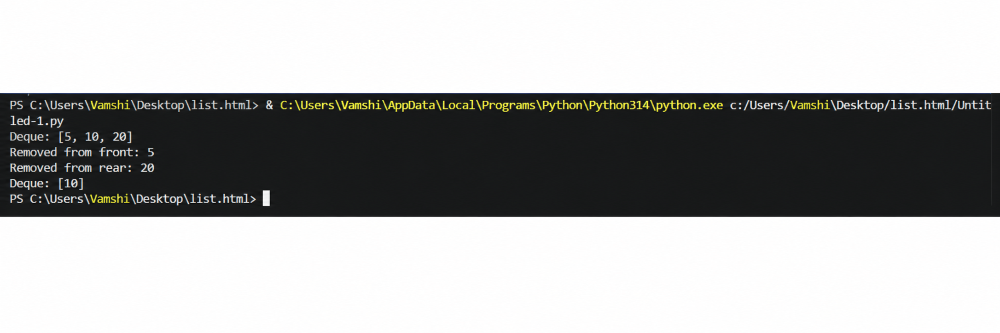 PS C:\Users\Vamshi\Desktop\list.html> & C:\Users\Vamshi\AppData\Local\Programs\Python\Python314\python.exe c:/Users/Vamshi\Desktop/list.html/Untit
led-1.py
Deque: [5, 10, 20]
Removed from front: 5
Removed from rear: 20
Deque: [10]
PS C:\Users\Vamshi\Desktop\list.html>